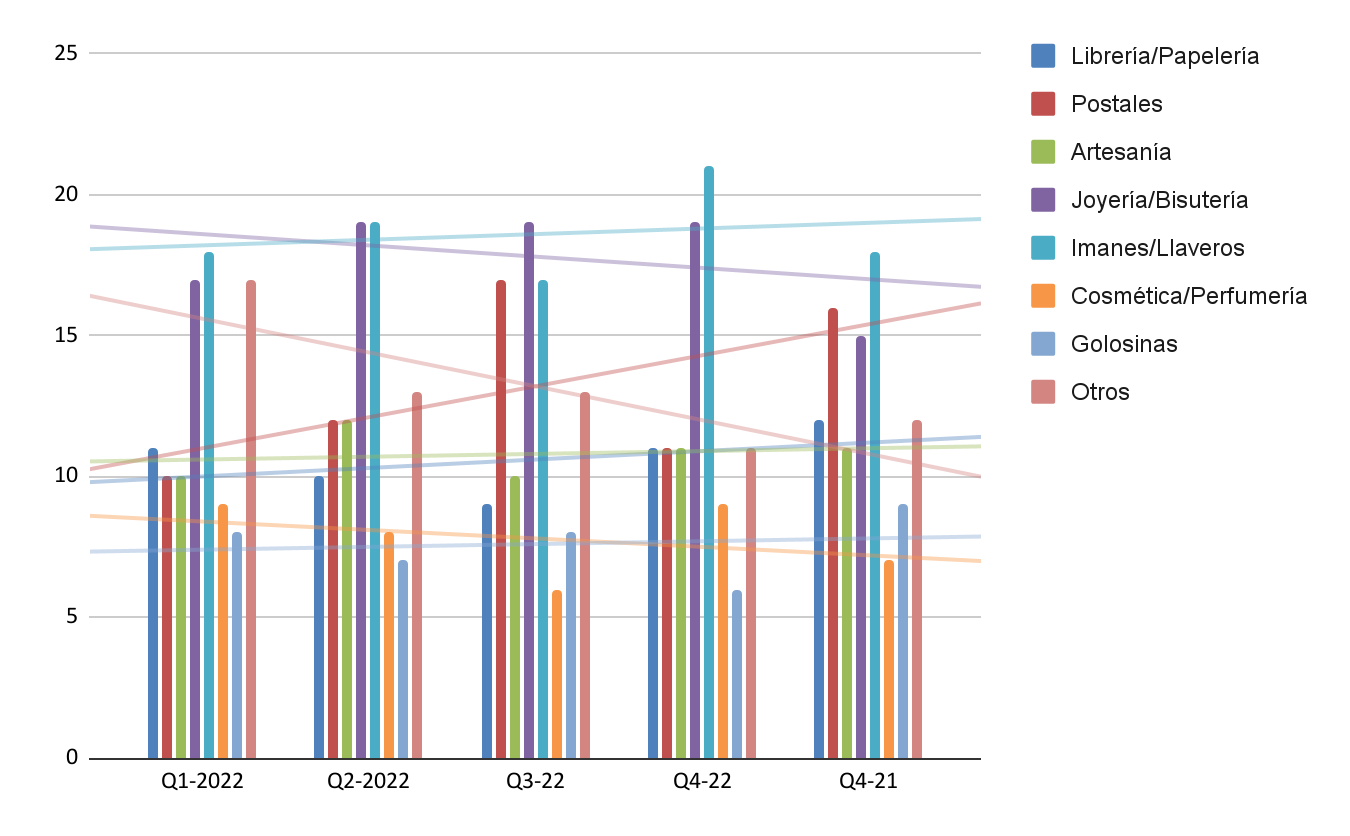 25
20
15
10
5
0
Q1-2022
Q2-2022
Q3-22
Q4-22
Q4-21
Librería/Papelería
Postales
Artesanía
Joyería/Bisutería
Imanes/Llaveros
Cosmética/Perfumería
Golosinas
Otros